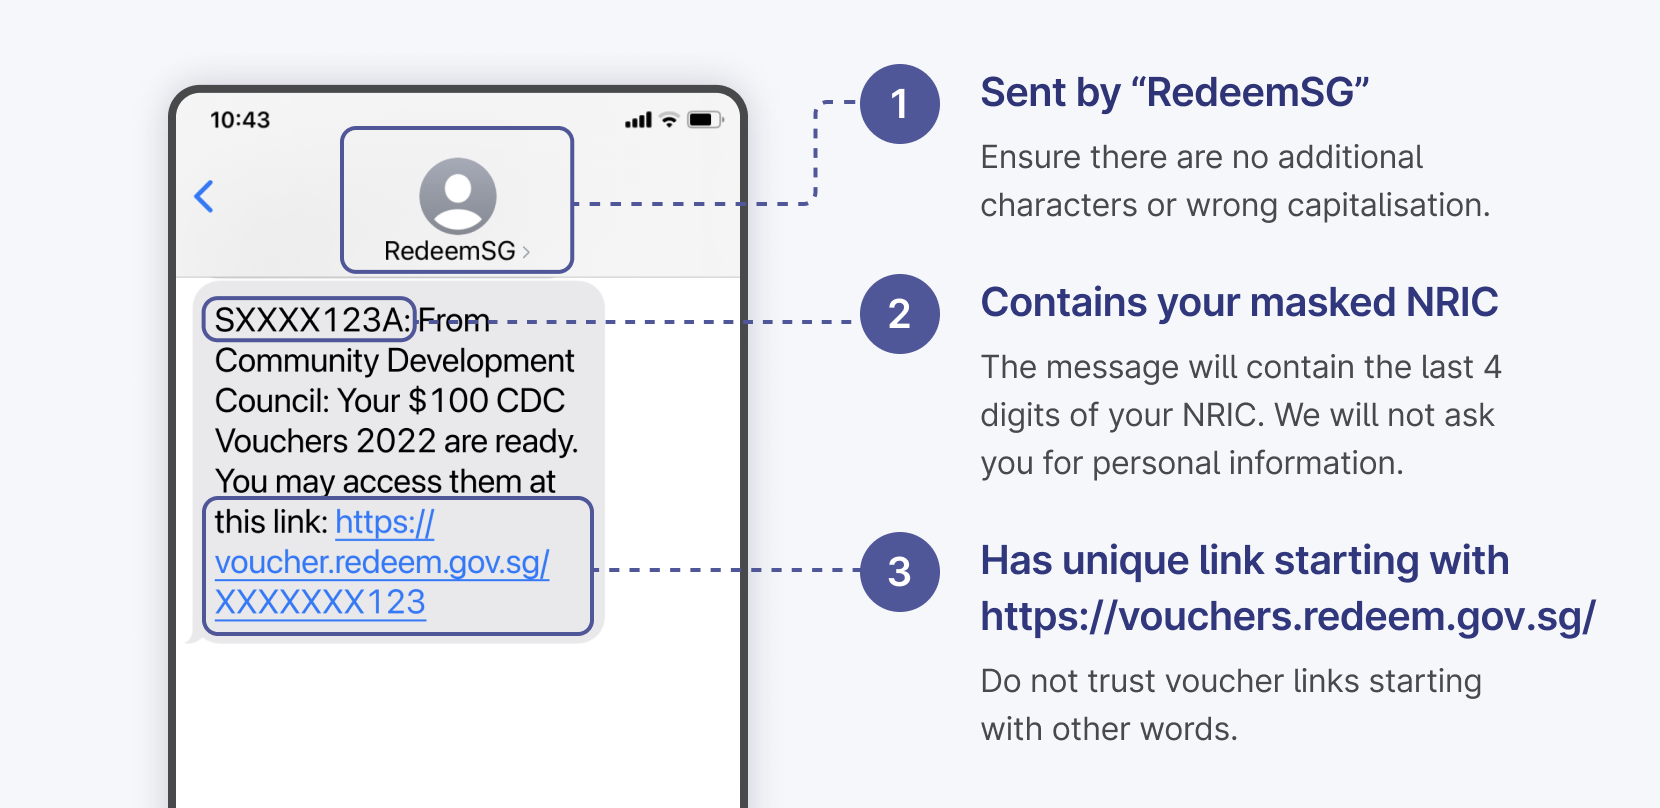 10:43
RedeemSG
SXXXX123A: From
Community Development
Council: Your $100 CDC
Vouchers 2022 are ready.
You may access them at
this link: https://
voucher.redeem.gov.sg/
XXXXXXX123
1
Sent by “RedeemSG”
Ensure there are no additional
characters or wrong capitalisation.
2
Contains your masked NRIC
The message will contain the last 4
digits of your NRIC. We will not ask
you for personal information.
3
Has unique link starting with
https://vouchers.redeem.gov.sg/
Do not trust voucher links starting
with other words.